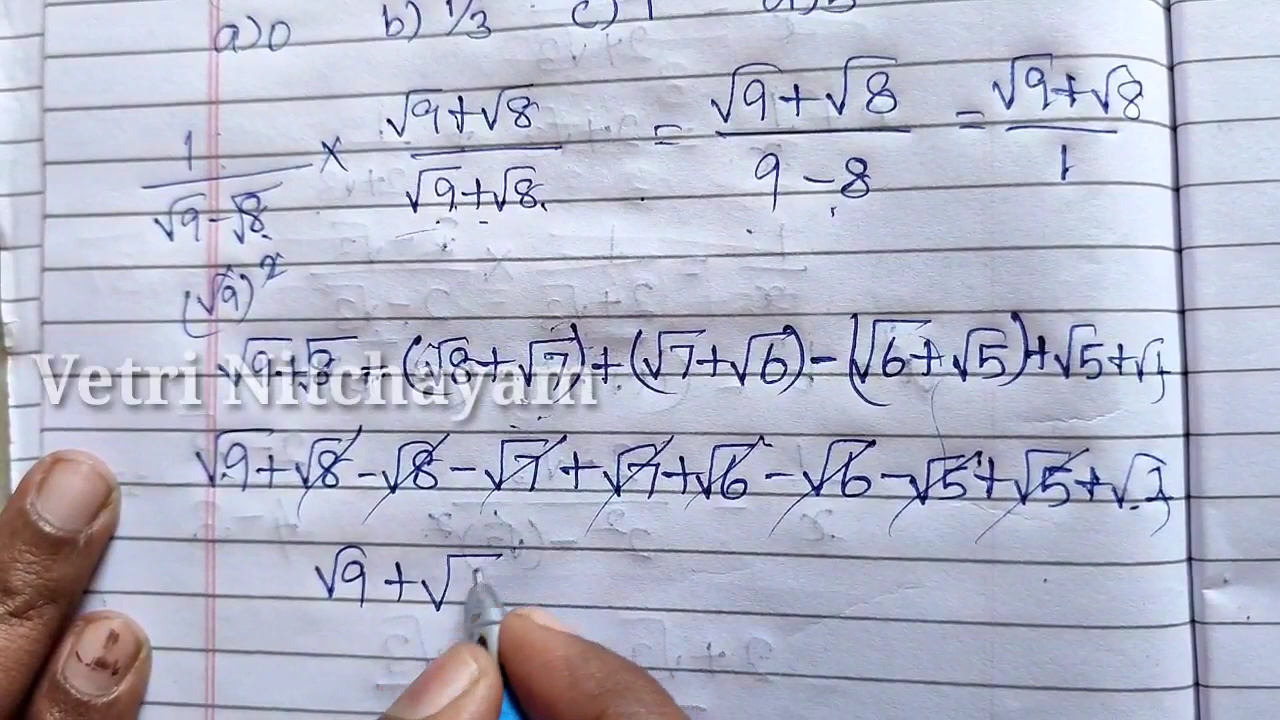 a) 0 b) 1/3 c) 1
1/(√9-√8) × (√9+√8)/(√9+√8) = (√9+√8)/(9-8) = (√9+√8)/1
(√9)²
√9+√8 + (√8+√7)+(√7+√6)-(√6+√5)+√5+√
Vetri Nitchayam
√9+√8-√8-√7+√7+√6-√6-√5+√5+√
√9+√